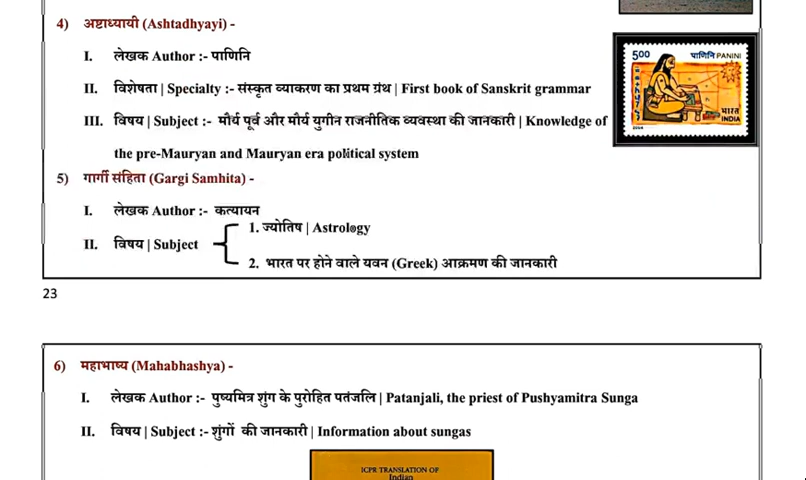 4) अष्टाध्यायी (Ashtadhyayi) -
I. लेखक Author :- पाणिनि
5.00 पाणिनि PANINI
II. विशेषता | Specialty :- संस्कृत व्याकरण का प्रथम ग्रंथ | First book of Sanskrit grammar
भारत
INDIA
III. विषय | Subject :- मौर्य पूर्व और मौर्य युगीन राजनीतिक व्यवस्था की जानकारी | Knowledge of
the pre-Mauryan and Mauryan era political system
5) गार्गी संहिता (Gargi Samhita) -
I. लेखक Author :- कत्यायन
II. विषय | Subject
1. ज्योतिष | Astrology
2. भारत पर होने वाले यवन (Greek) आक्रमण की जानकारी
23
6) महाभाष्य (Mahabhashya) -
I. लेखक Author :- पुष्यमित्र शुंग के पुरोहित पतंजलि | Patanjali, the priest of Pushyamitra Sunga
II. विषय | Subject :- शुंगों की जानकारी | Information about sungas
ICPR TRANSLATION OF
Indian